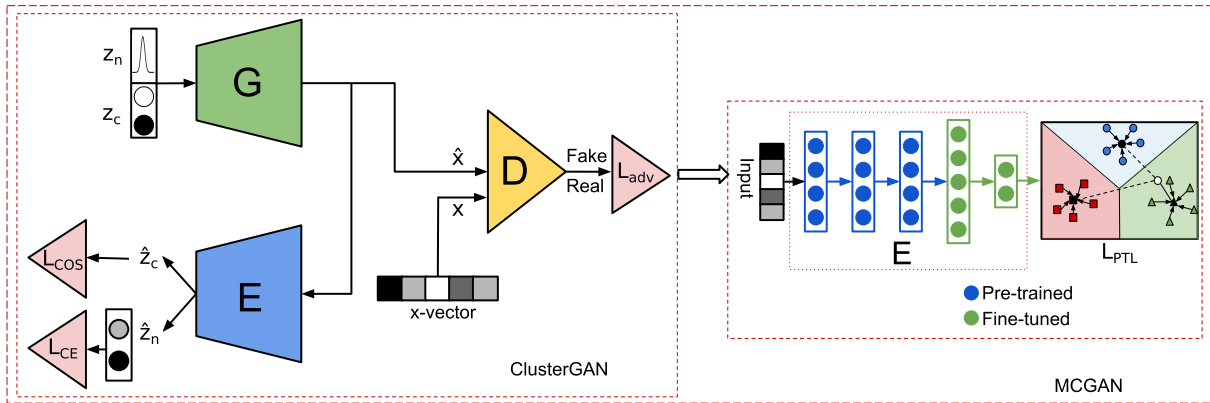 z_n
z_c
G
x̂
x
D
Fake
Real
L_adv
x-vector
E
ẑ_c
L_COS
ẑ_n
L_CE
ClusterGAN
Input
E
L_PTL
Pre-trained
Fine-tuned
MCGAN